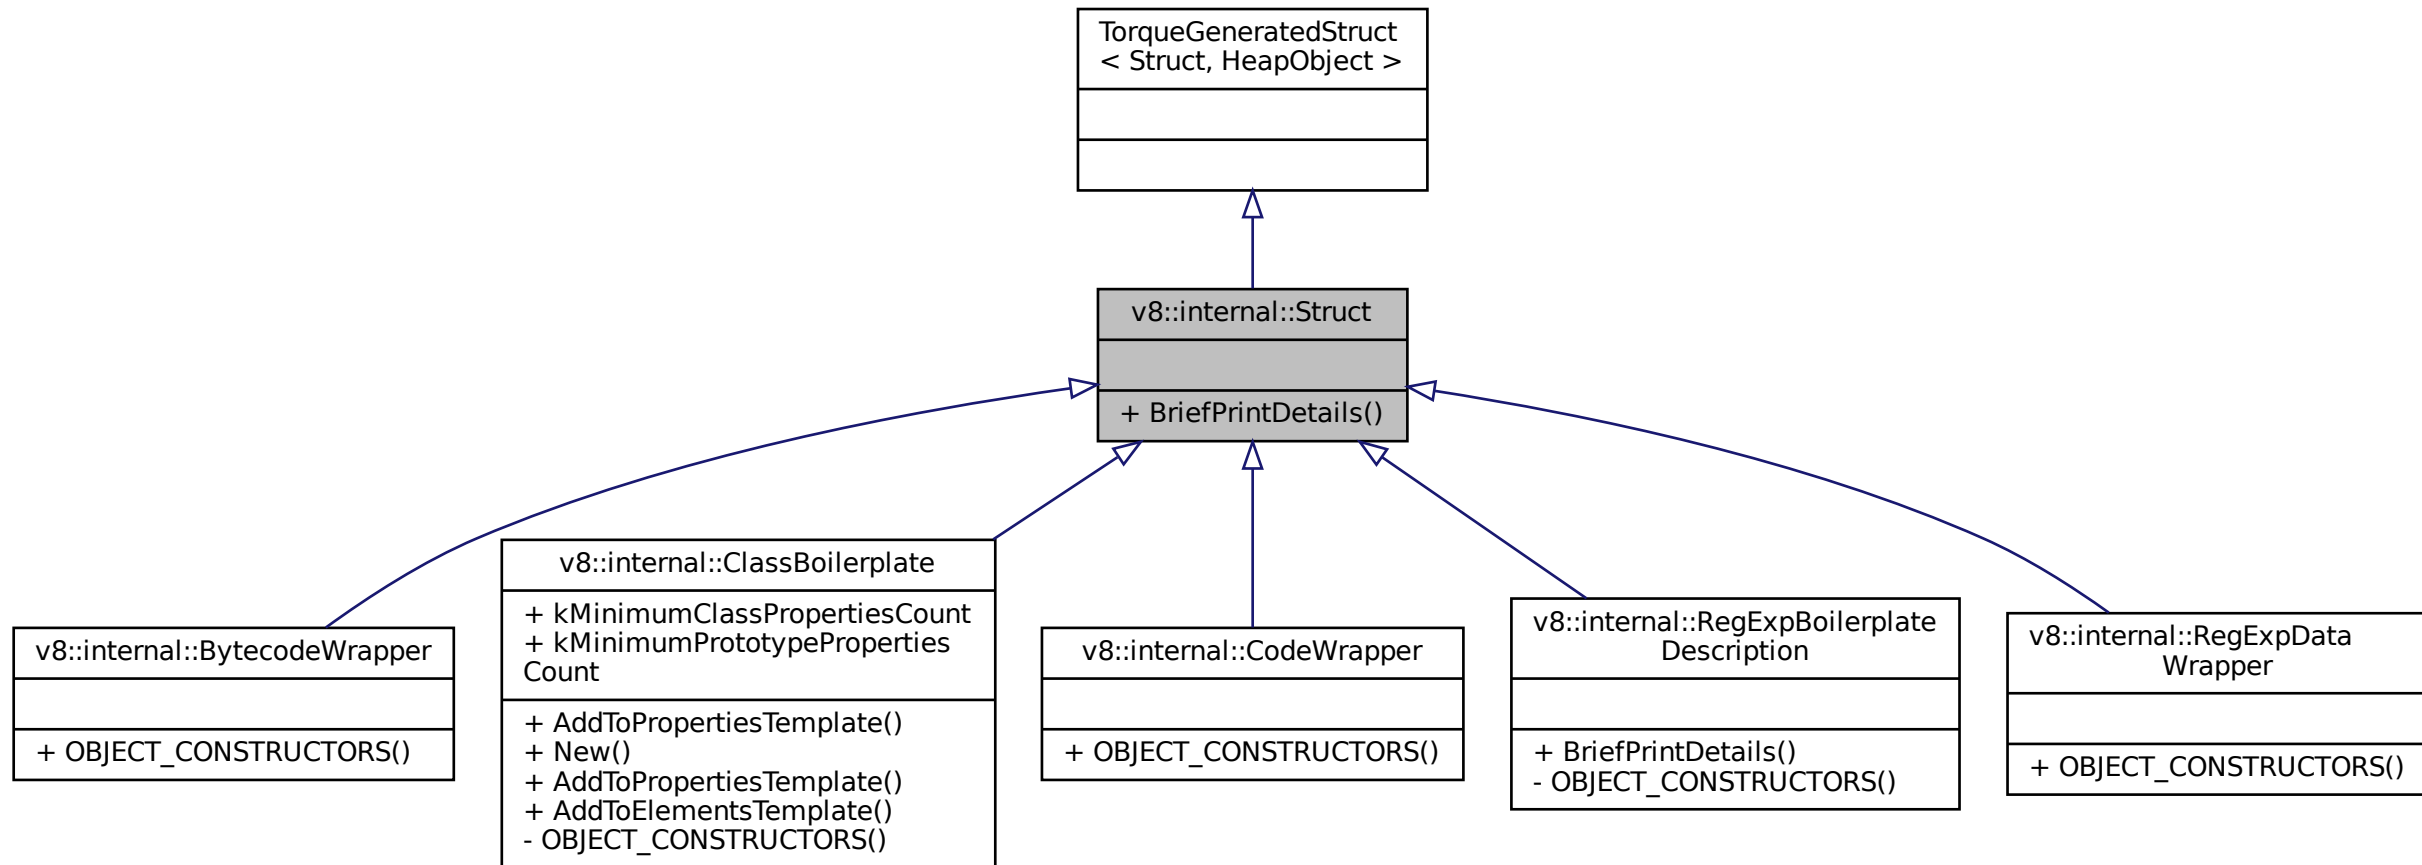 TorqueGeneratedStruct
< Struct, HeapObject >
v8::internal::Struct
+ BriefPrintDetails()
v8::internal::BytecodeWrapper
+ OBJECT_CONSTRUCTORS()
v8::internal::ClassBoilerplate
+ kMinimumClassPropertiesCount
+ kMinimumPrototypeProperties
Count
+ AddToPropertiesTemplate()
+ New()
+ AddToPropertiesTemplate()
+ AddToElementsTemplate()
- OBJECT_CONSTRUCTORS()
v8::internal::CodeWrapper
+ OBJECT_CONSTRUCTORS()
v8::internal::RegExpBoilerplate
Description
+ BriefPrintDetails()
- OBJECT_CONSTRUCTORS()
v8::internal::RegExpData
Wrapper
+ OBJECT_CONSTRUCTORS()